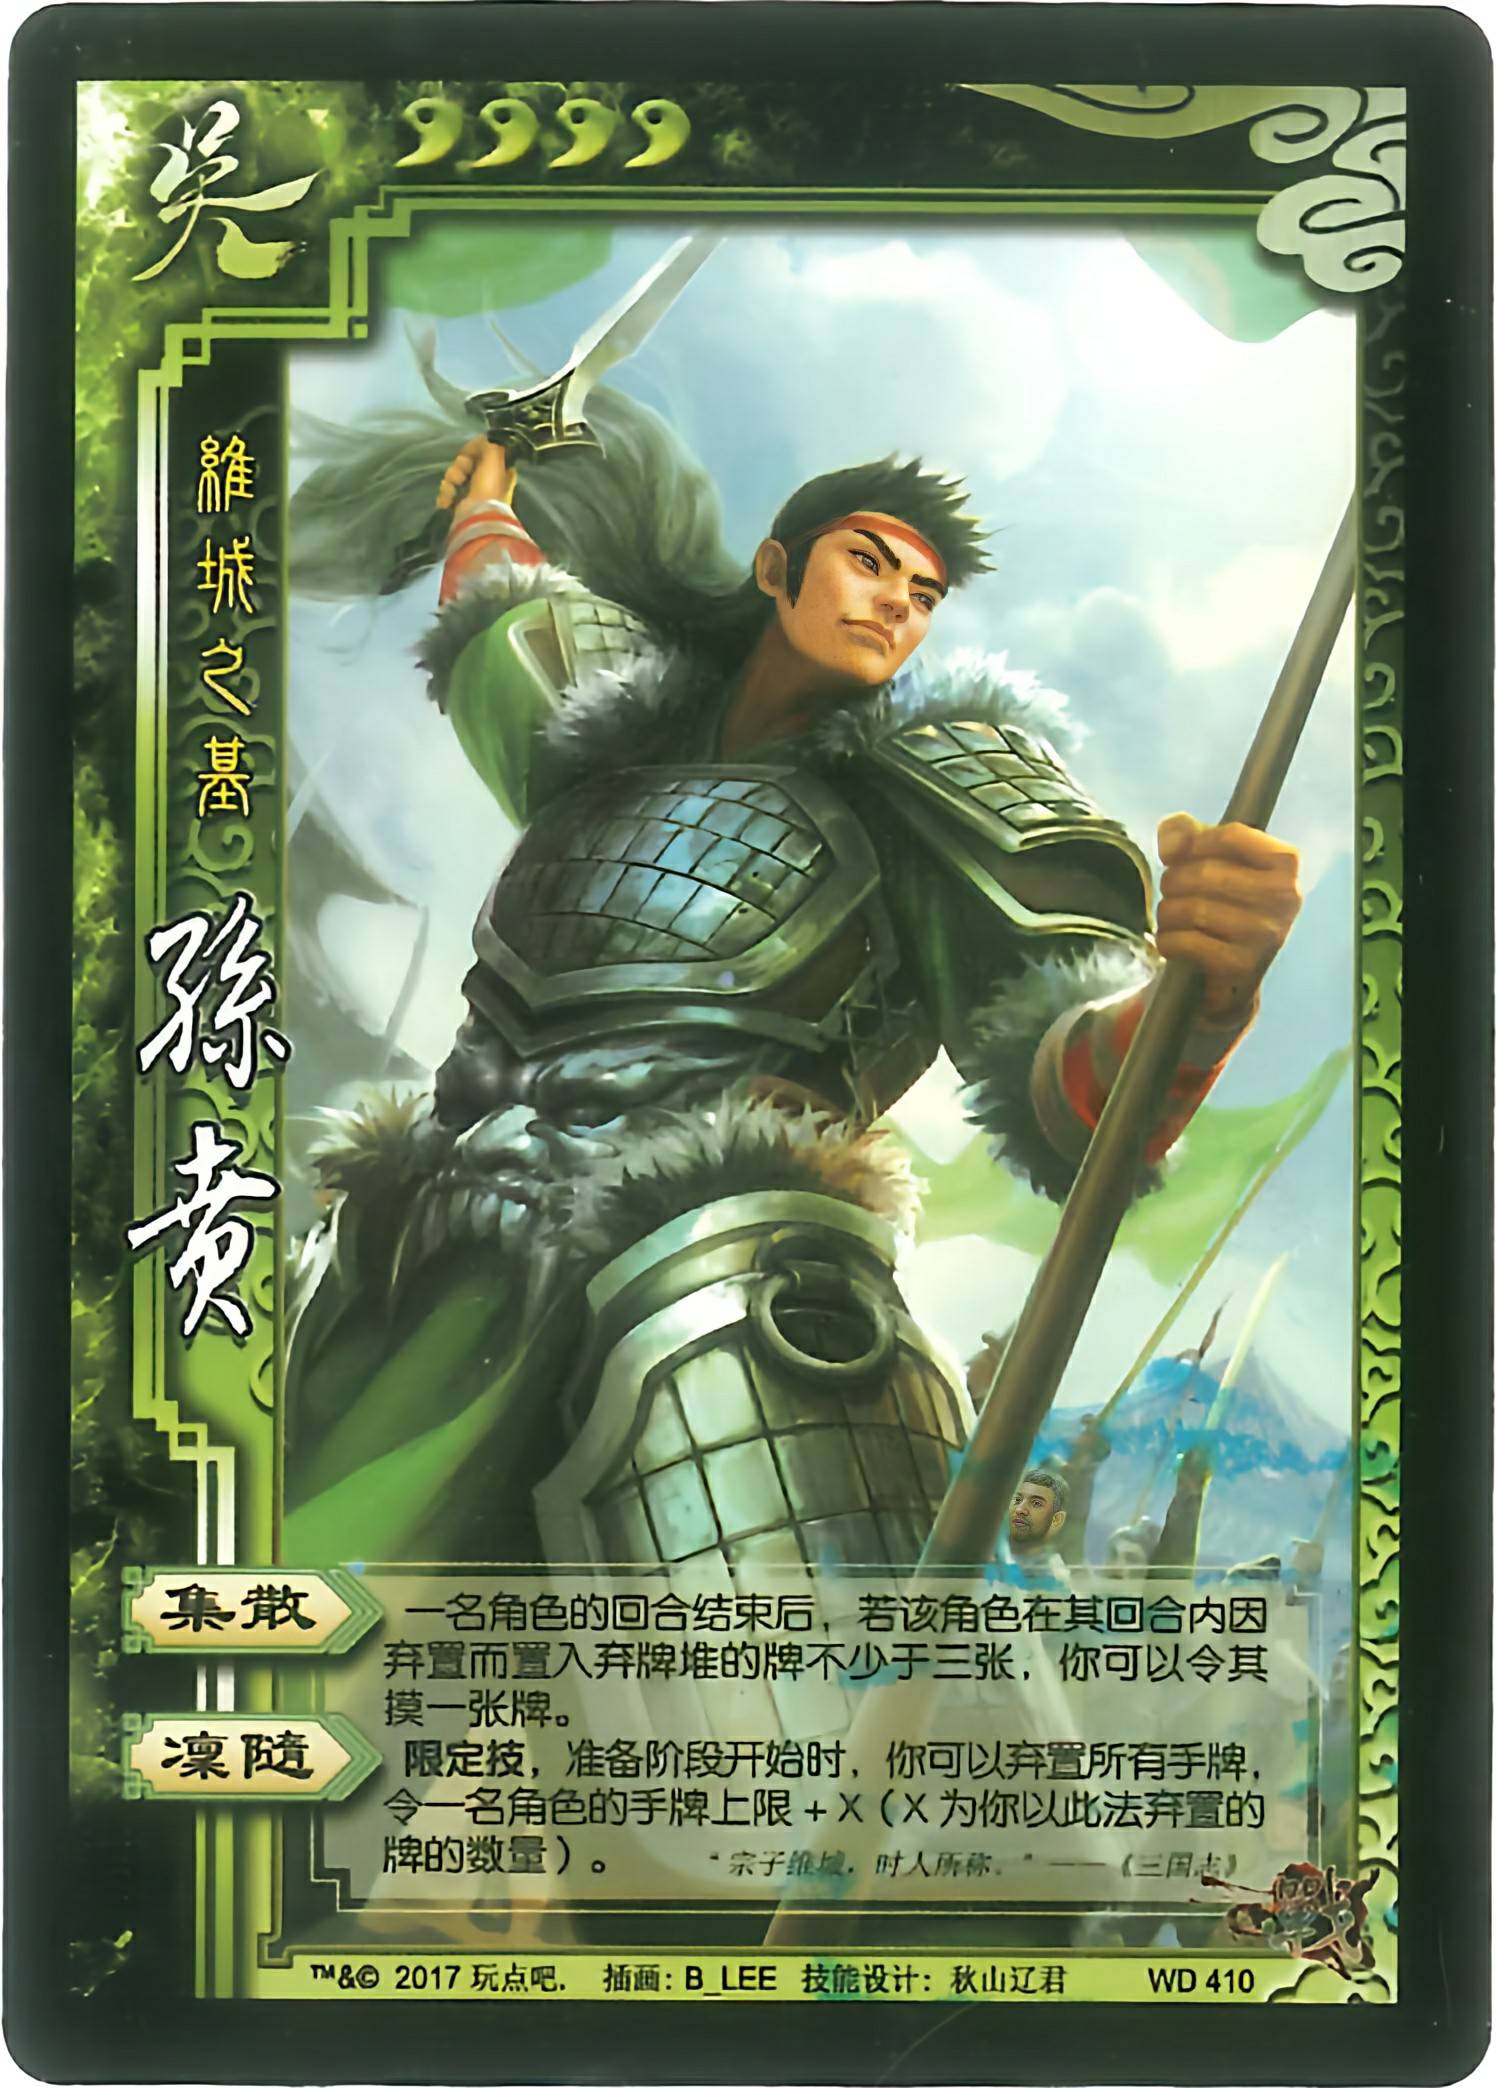 吳
維城之基
孫賁
集散
一名角色的回合结束后，若该角色在其回合内因
弃置而置入弃牌堆的牌不少于三张，你可以令其
摸一张牌。
凜隨
限定技，准备阶段开始时，你可以弃置所有手牌，
令一名角色的手牌上限+X（X为你以此法弃置的
牌的数量）。
“宗子维城，时人所称。”——《三国志》
戰
™&© 2017 玩点吧. 插画: B_LEE 技能设计: 秋山辽君 WD 410